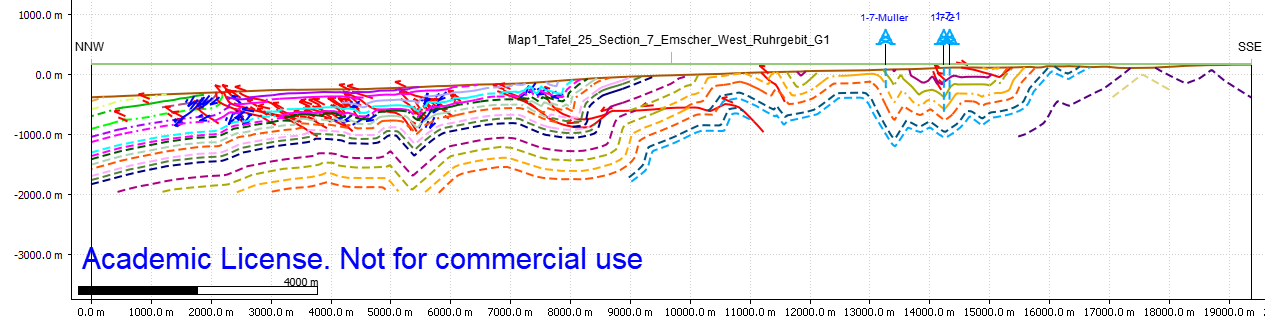 1000.0 m
1-7-Muller
NNW
Map1_Tafel_25_Section_7_Emscher_West_Ruhrgebit_G1
SSE
0.0 m
-1000.0 m
-2000.0 m
-3000.0 m
Academic License. Not for commercial use
4000 m
0.0 m
1000.0 m
2000.0 m
3000.0 m
4000.0 m
5000.0 m
6000.0 m
7000.0 m
8000.0 m
9000.0 m
10000.0 m
11000.0 m
12000.0 m
13000.0 m
14000.0 m
15000.0 m
16000.0 m
17000.0 m
18000.0 m
19000.0 m